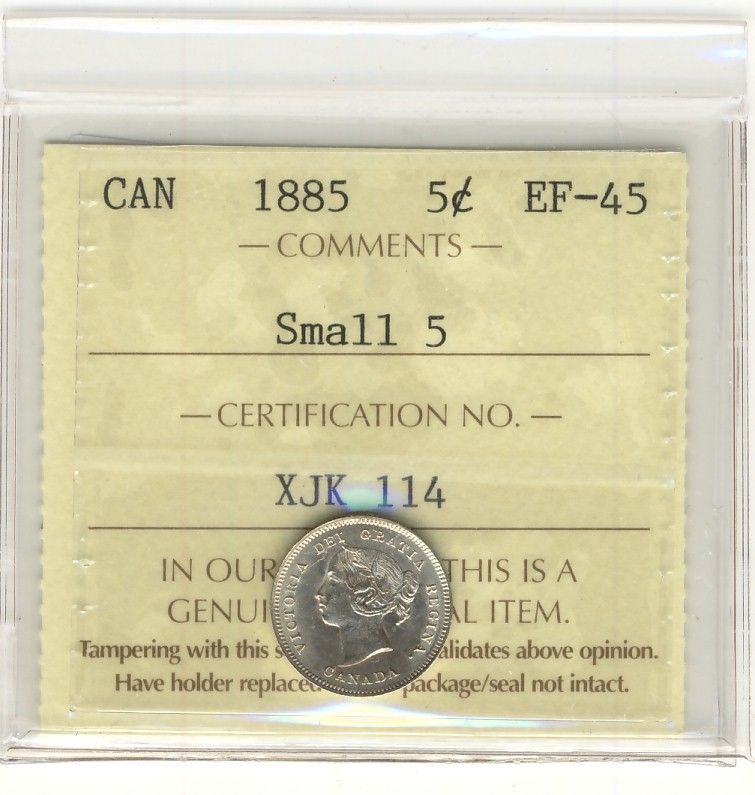 CAN 1885 5¢ EF-45
— COMMENTS —
Small 5
— CERTIFICATION NO. —
XJK 114
IN OUR THIS IS A
GENUI AL ITEM.
Tampering with this s alidates above opinion.
Have holder replaced package/seal not intact.
VICTORIA DEI GRATIA REGINA.
CANADA